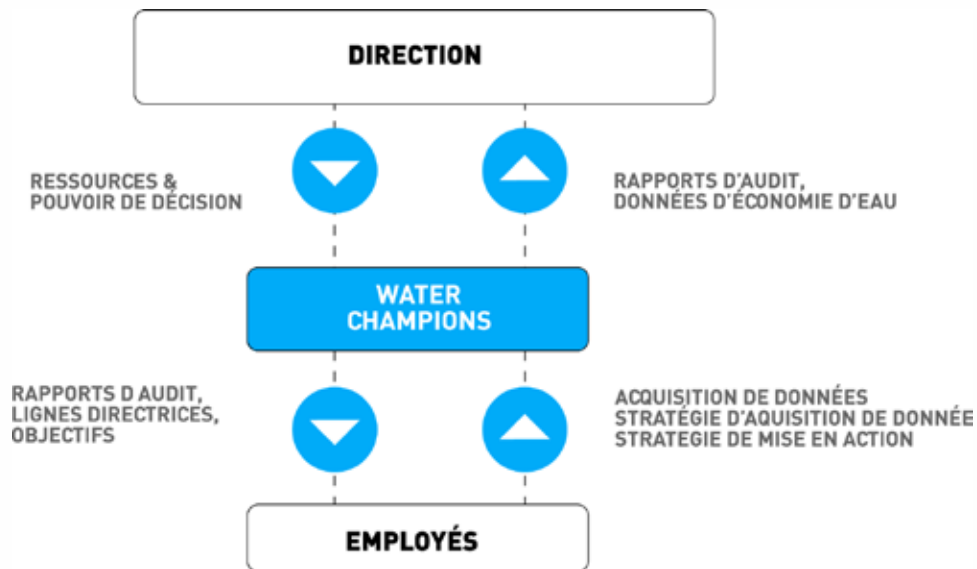 DIRECTION
RESSOURCES &
POUVOIR DE DÉCISION
RAPPORTS D'AUDIT,
DONNÉES D'ÉCONOMIE D'EAU
WATER
CHAMPIONS
RAPPORTS D AUDIT,
LIGNES DIRECTRICES,
OBJECTIFS
ACQUISITION DE DONNÉES
STRATÉGIE D'AQUISITION DE DONNÉE
STRATEGIE DE MISE EN ACTION
EMPLOYÉS